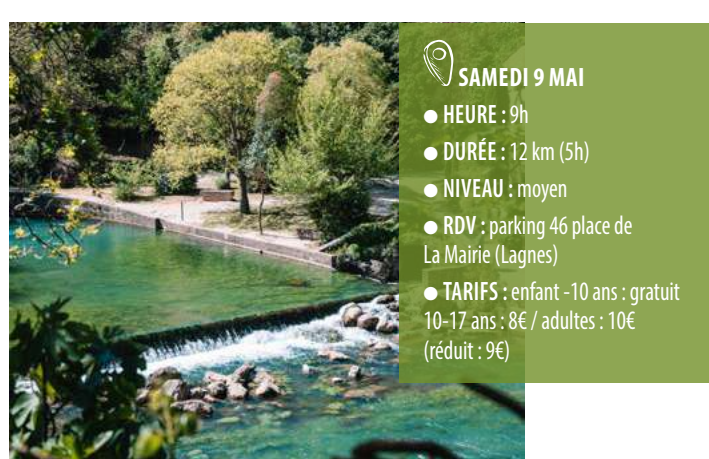 SAMEDI 9 MAI
● HEURE : 9h
● DURÉE : 12 km (5h)
● NIVEAU : moyen
● RDV : parking 46 place de
La Mairie (Lagnes)
● TARIFS : enfant -10 ans : gratuit
10-17 ans : 8€ / adultes : 10€
(réduit : 9€)